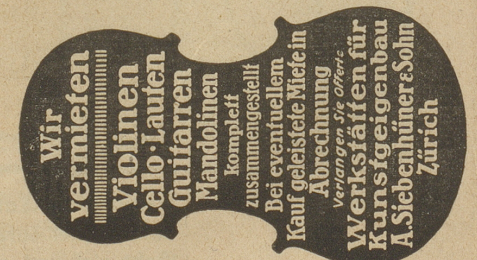 Wir
vermieten
Violinen
Cello·Lauten
Guitarren
Mandolinen
komplett
zusammengestellt
Bei eventuellem
Kauf geleistete Miete in
Abrechnung
Verlangen Sie Offerte
Werkstätten für
Kunstgeigenbau
A. Siebenhüner & Sohn
Zürich